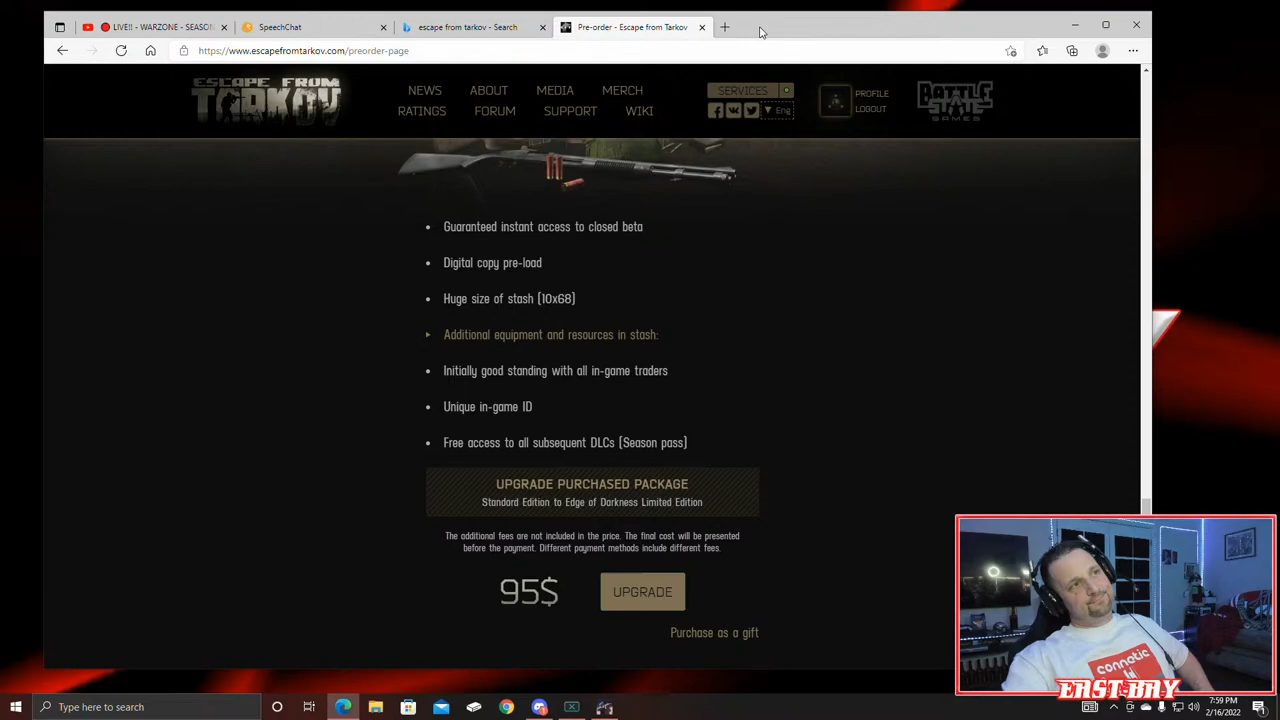 LIVE!! - WARZONE - SEASON
SpeechChat
escape from tarkov - Search
Pre-order - Escape from Tarkov
https://www.escapefromtarkov.com/preorder-page
ESCAPE FROM
TARKOV
NEWS
ABOUT
MEDIA
MERCH
RATINGS
FORUM
SUPPORT
WIKI
SERVICES
Eng
PROFILE
LOGOUT
BATTLE
STATE
GAMES
• Guaranteed instant access to closed beta
• Digital copy pre-load
• Huge size of stash (10x68)
Additional equipment and resources in stash:
• Initially good standing with all in-game traders
• Unique in-game ID
• Free access to all subsequent DLCs (Season pass)
UPGRADE PURCHASED PACKAGE
Standard Edition to Edge of Darkness Limited Edition
The additional fees are not included in the price. The final cost will be presented
before the payment. Different payment methods include different fees.
95$
UPGRADE
Purchase as a gift
connetic
EAST BAY
Type here to search
7:59 PM
2/16/2022